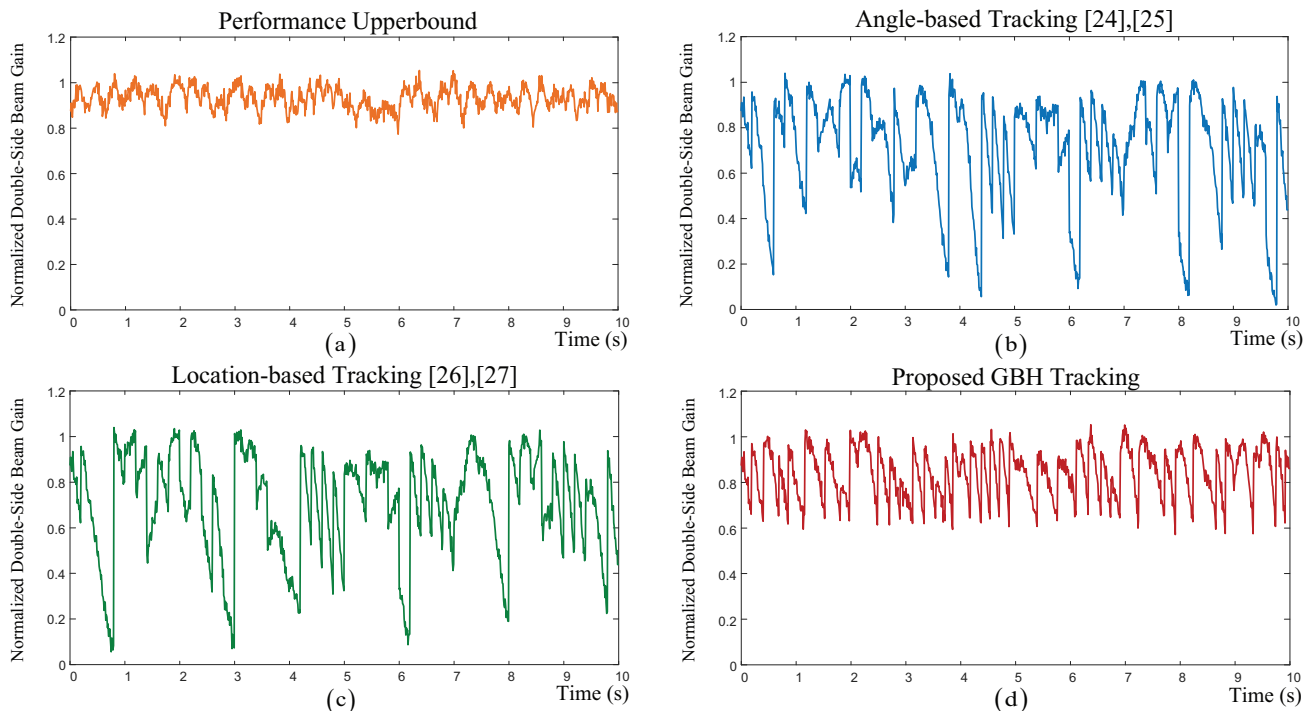 Performance Upperbound
Normalized Double-Side Beam Gain
1.2
1
0.8
0.6
0.4
0.2
0
0 1 2 3 4 5 6 7 8 9 10
Time (s)
(a)
Angle-based Tracking [24],[25]
Normalized Double-Side Beam Gain
1.2
1
0.8
0.6
0.4
0.2
0
0 1 2 3 4 5 6 7 8 9 10
Time (s)
(b)
Location-based Tracking [26],[27]
Normalized Double-Side Beam Gain
1.2
1
0.8
0.6
0.4
0.2
0
0 1 2 3 4 5 6 7 8 9 10
Time (s)
(c)
Proposed GBH Tracking
Normalized Double-Side Beam Gain
1.2
1
0.8
0.6
0.4
0.2
0
0 1 2 3 4 5 6 7 8 9 10
Time (s)
(d)